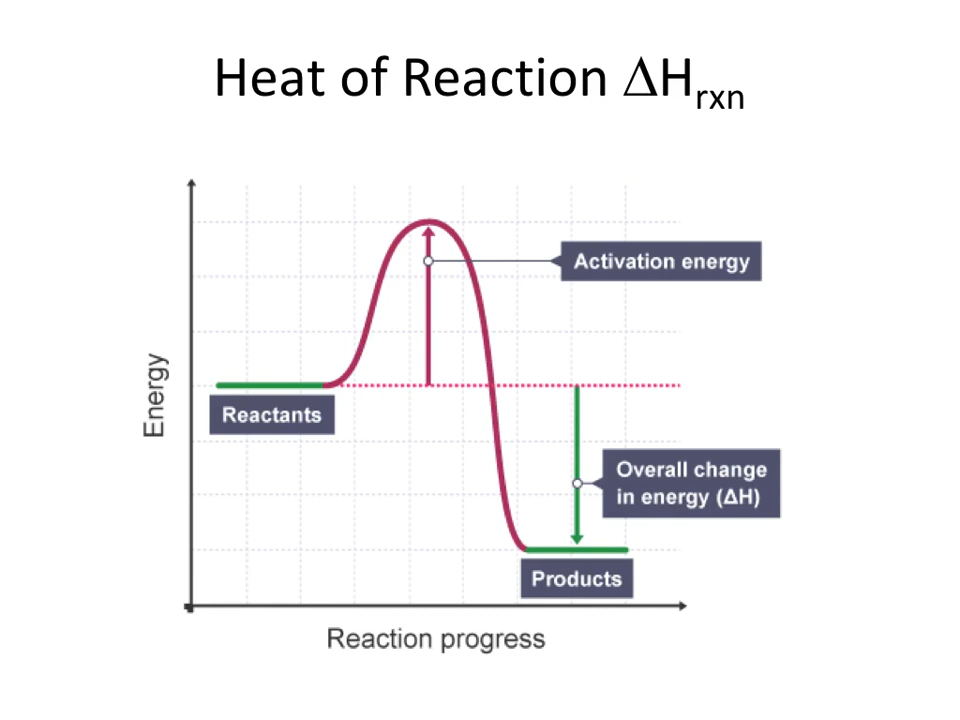 Heat of Reaction ΔHrxn
Activation energy
Energy
Reactants
Overall change
in energy (ΔH)
Products
Reaction progress